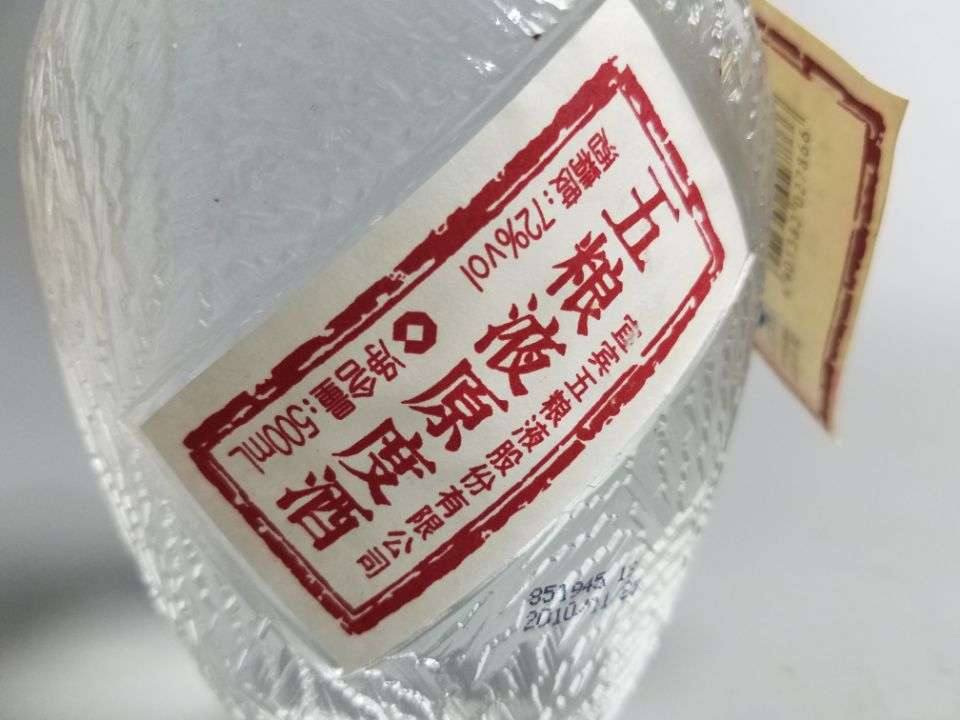 五粮液原度酒
酒精度:72%vol
净含量:500mL
宜宾五粮液股份有限公司
851945 12